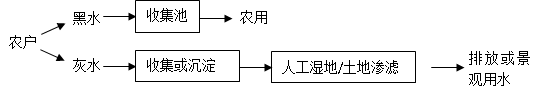 农户
黑水
收集池
农用
灰水
收集或沉淀
人工湿地/土地渗滤
排放或景
观用水